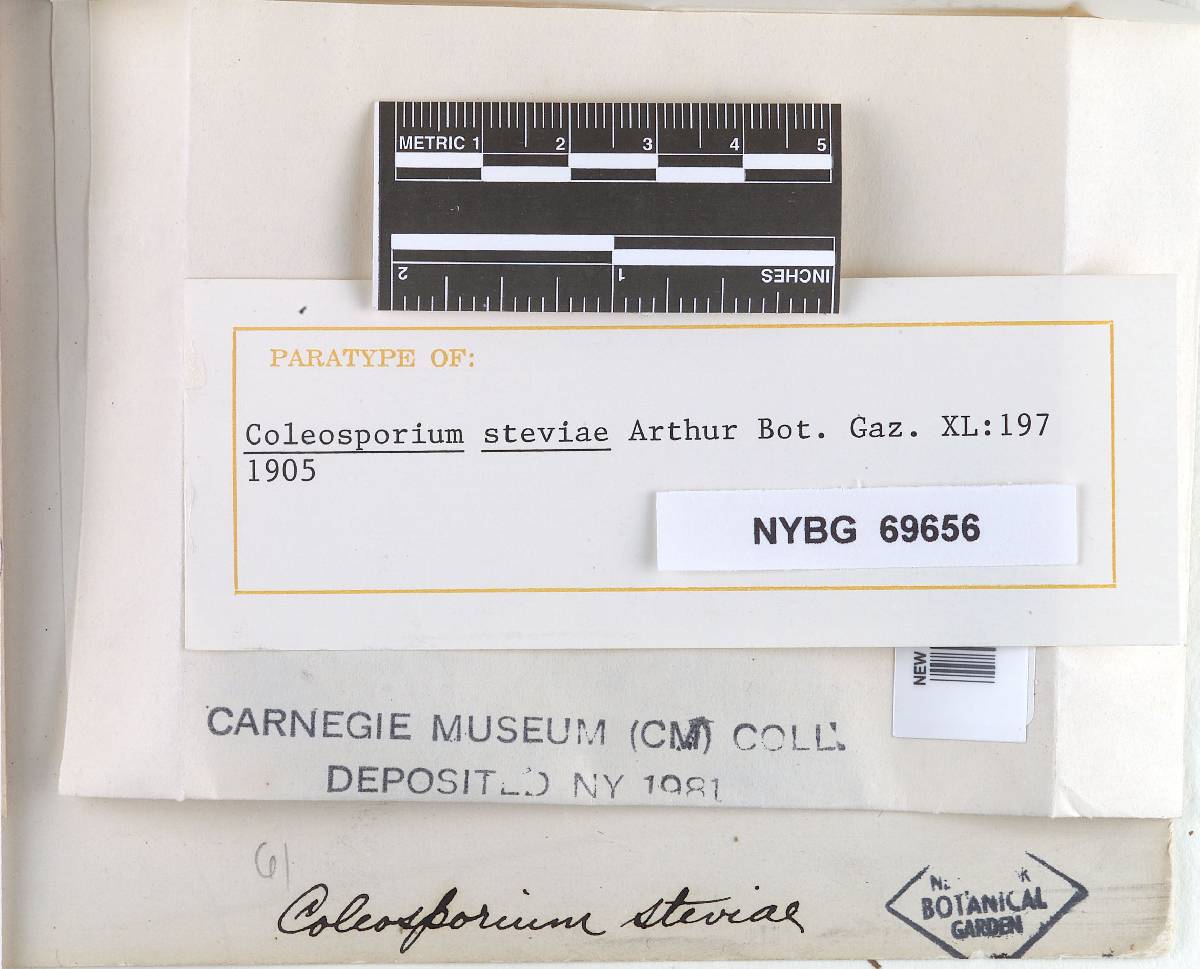 METRIC 1 2 3 4 5
2 1 INCHES
PARATYPE OF:
Coleosporium steviae Arthur Bot. Gaz. XL:197
1905
NYBG 69656
NEW
CARNEGIE MUSEUM (CM) COLL.
DEPOSITED NY 1981
61
Coleosporium steviae
BOTANICAL
GARDEN